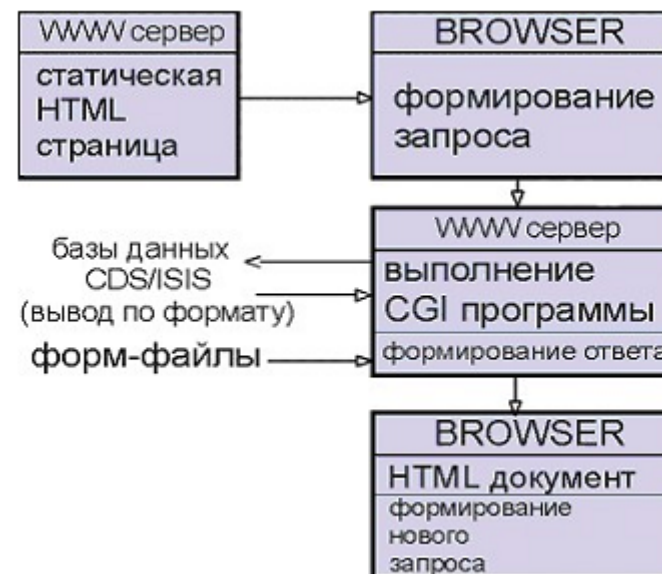 WWW сервер
статическая
HTML
страница
BROWSER
формирование
запроса
базы данных
CDS/ISIS
(вывод по формату)
форм-файлы
WWW сервер
выполнение
CGI программы
формирование ответа
BROWSER
HTML документ
формирование
нового
запроса